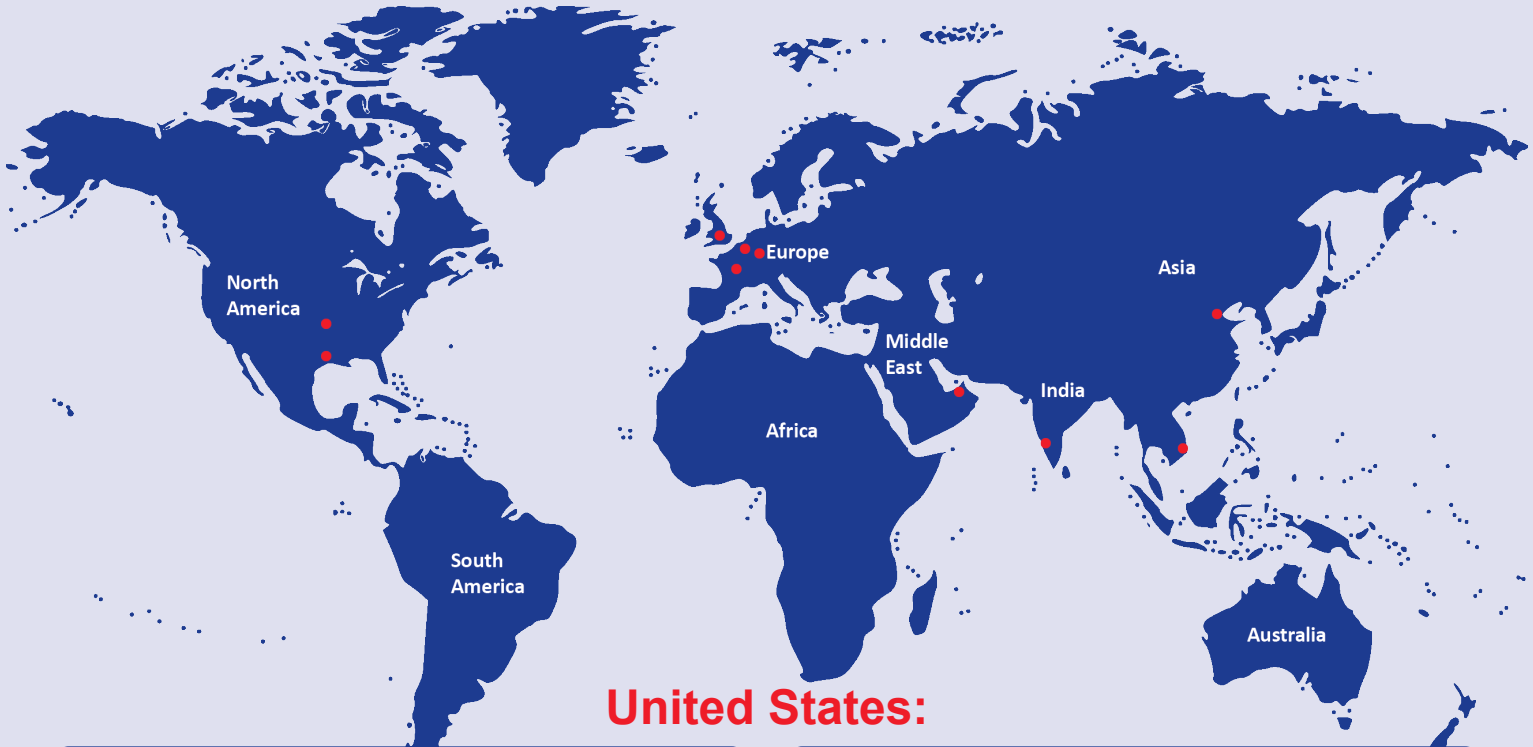 Europe
Asia
North
America
Middle
East
India
Africa
South
America
Australia
United States: